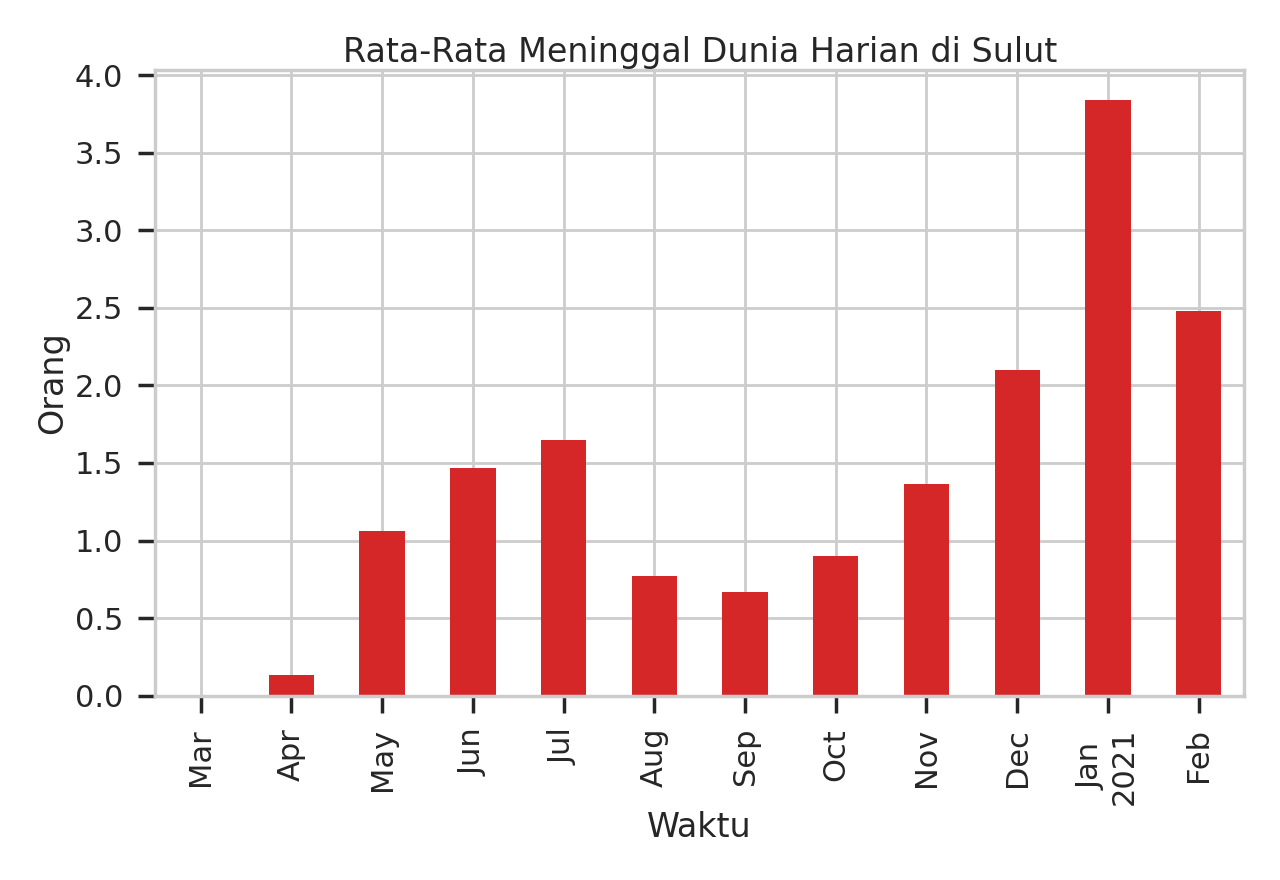 Rata-Rata Meninggal Dunia Harian di Sulut
4.0
3.5
3.0
2.5
2.0
1.5
1.0
0.5
0.0
Orang
Mar
Apr
May
Jun
Jul
Aug
Sep
Oct
Nov
Dec
Jan
2021
Feb
Waktu